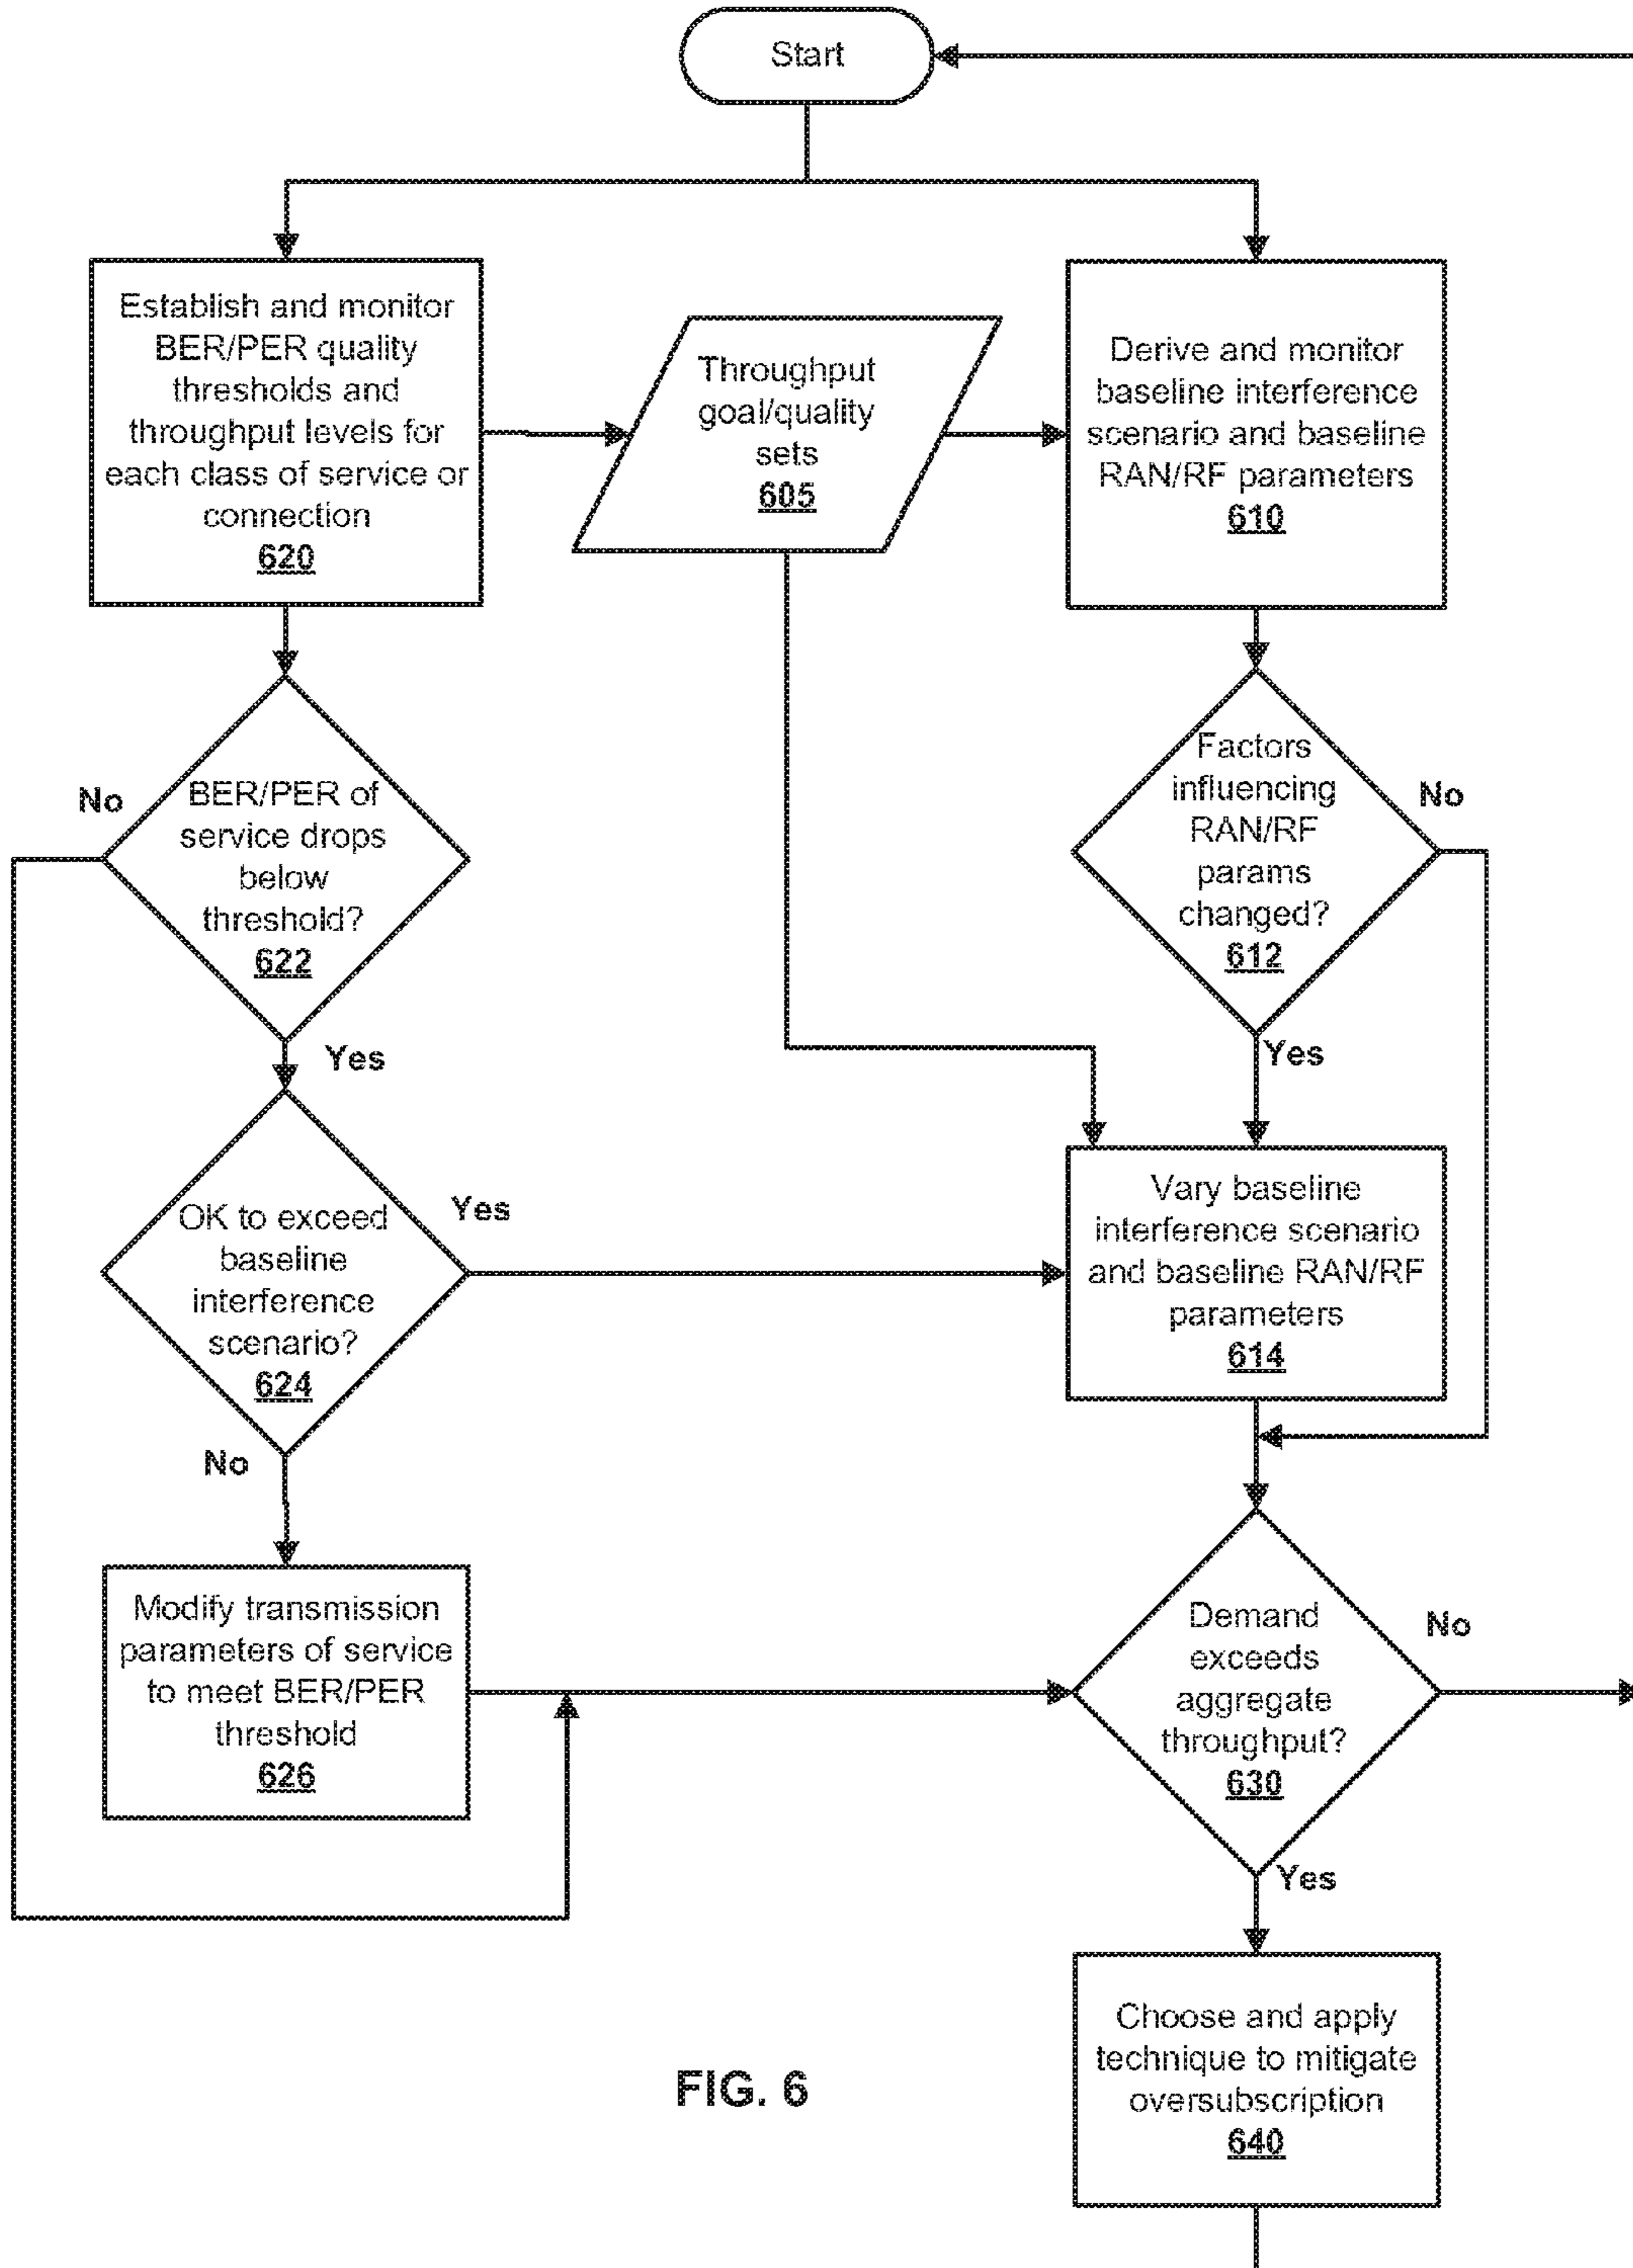 Start
Establish and monitor
BER/PER quality
thresholds and
throughput levels for
each class of service or
connection
620
Throughput
goal/quality
sets
605
Derive and monitor
baseline interference
scenario and baseline
RAN/RF parameters
610
No
BER/PER of
service drops
below
threshold?
622
Yes
Factors
influencing
RAN/RF
params
changed?
612
No
Yes
OK to exceed
baseline
interference
scenario?
624
Yes
No
Vary baseline
interference scenario
and baseline RAN/RF
parameters
614
Modify transmission
parameters of service
to meet BER/PER
threshold
626
Demand
exceeds
aggregate
throughput?
630
No
Yes
Choose and apply
technique to mitigate
oversubscription
640
FIG. 6